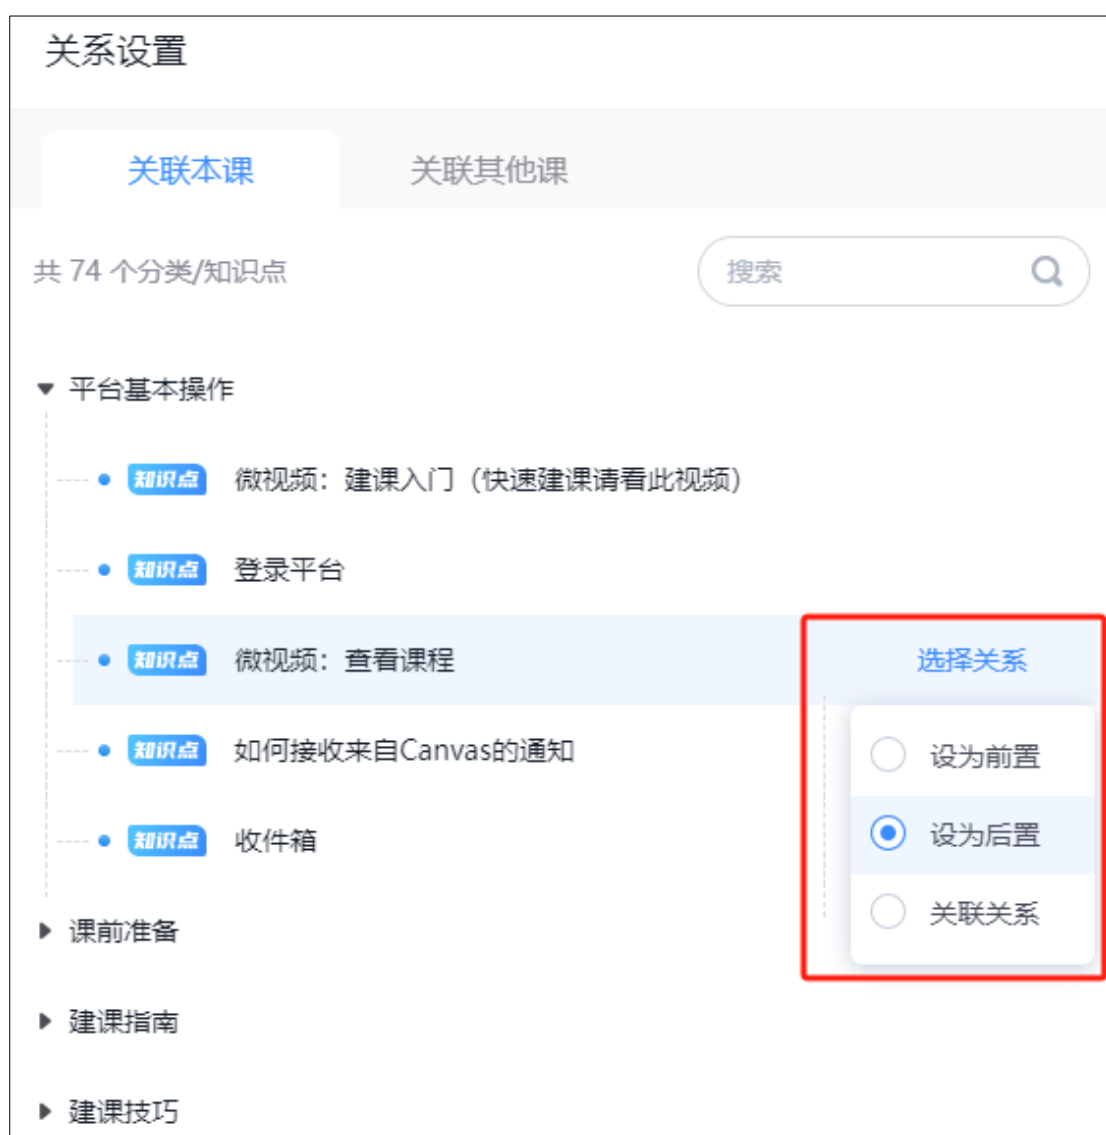 关系设置
关联本课 关联其他课
共 74 个分类/知识点 搜索
平台基本操作
知识点 微视频：建课入门（快速建课请看此视频）
知识点 登录平台
知识点 微视频：查看课程 选择关系
知识点 如何接收来自Canvas的通知 设为前置
知识点 收件箱 设为后置
课前准备 关联关系
建课指南
建课技巧